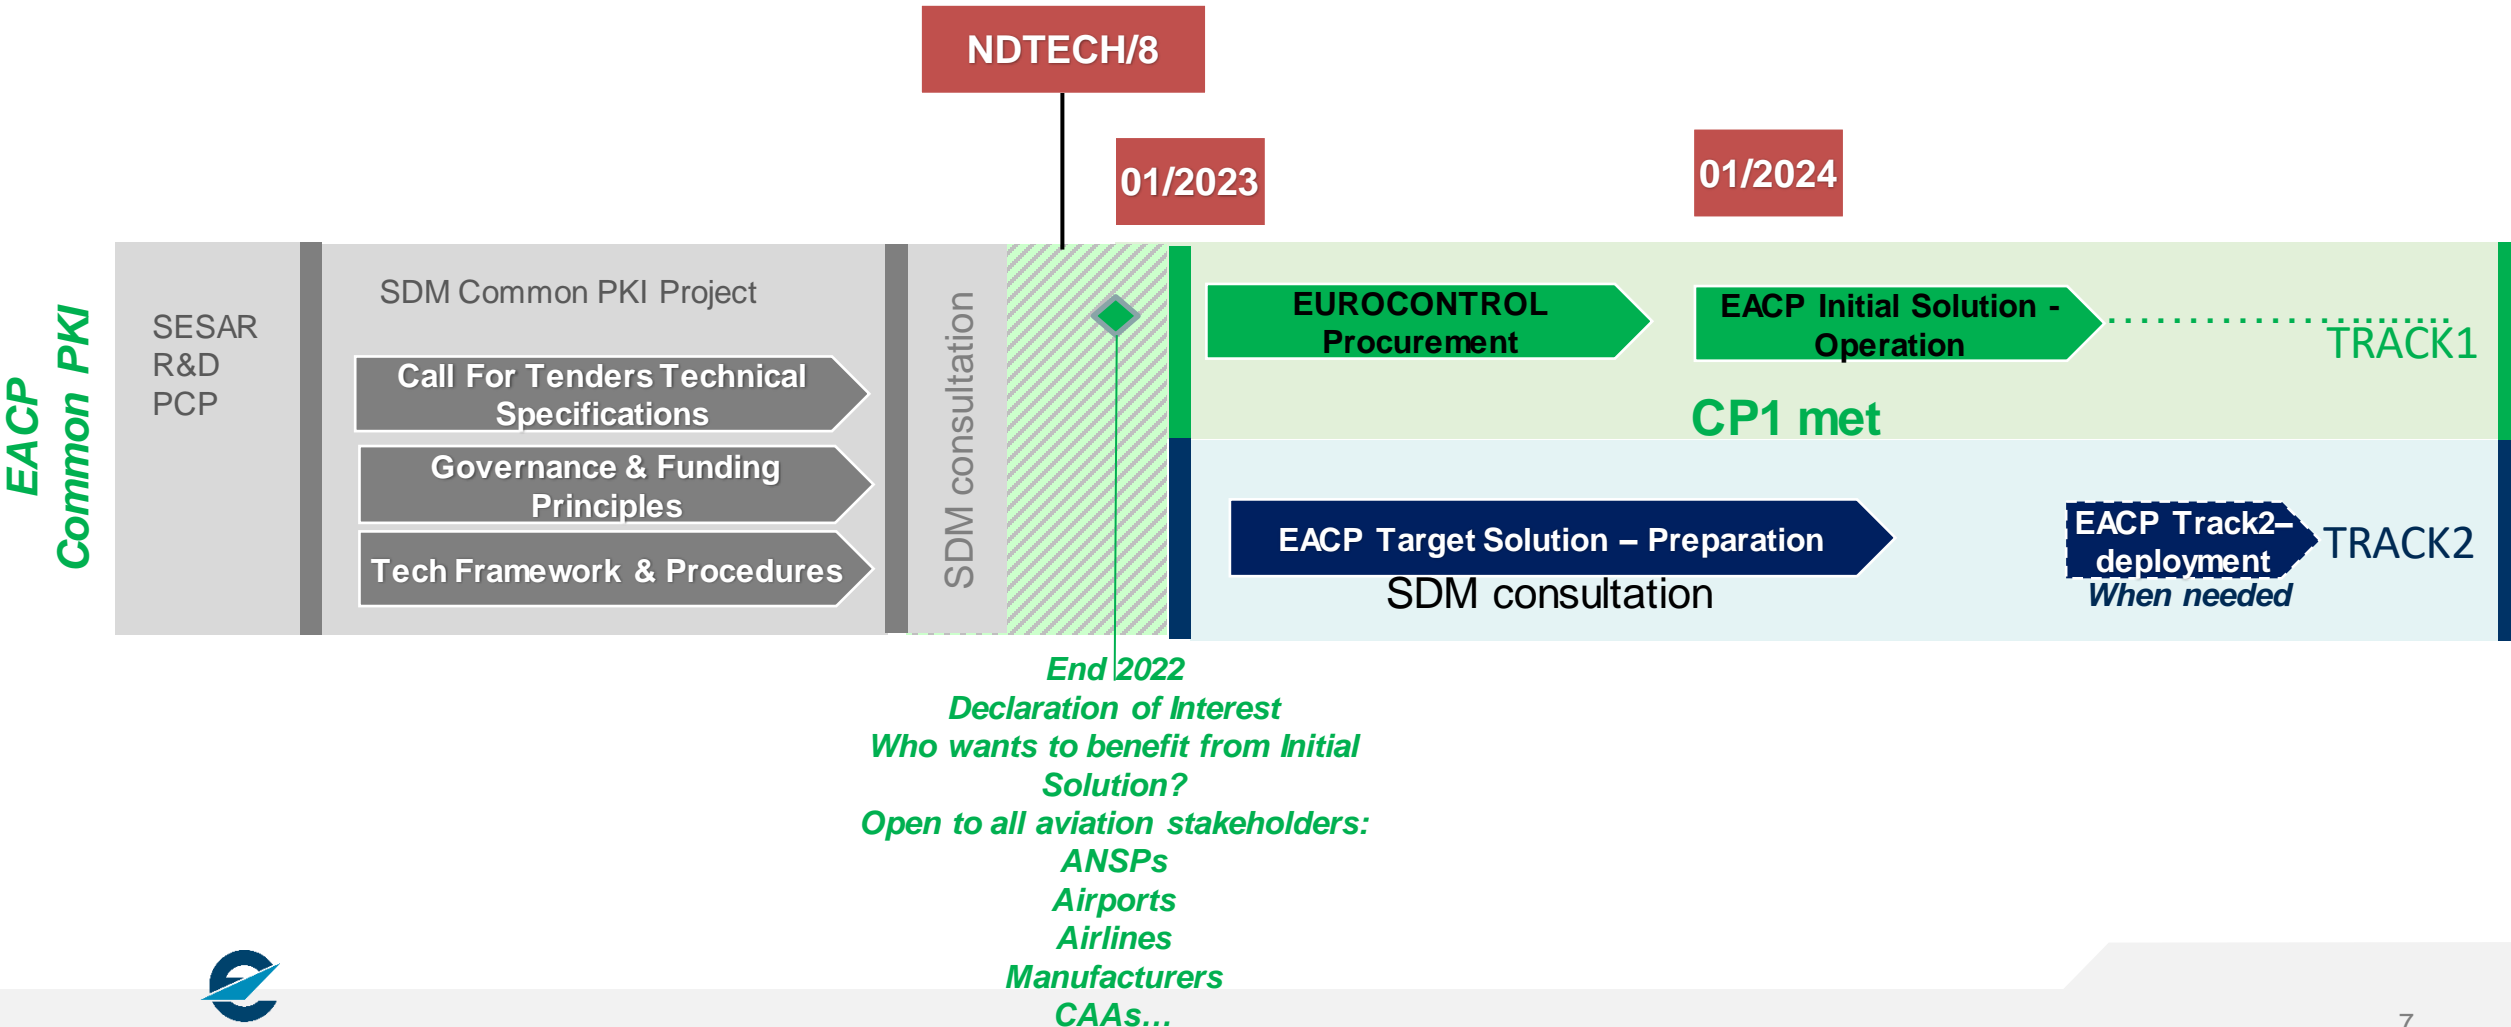 NDTECH/8
01/2023
01/2024
EACP
Common PKI
SESAR
R&D
PCP
SDM Common PKI Project
Call For Tenders Technical
Specifications
Governance & Funding
Principles
Tech Framework & Procedures
SDM consultation
EUROCONTROL
Procurement
EACP Initial Solution -
Operation
TRACK1
CP1 met
EACP Target Solution – Preparation
SDM consultation
EACP Track2–
deployment
When needed
TRACK2
End 2022
Declaration of Interest
Who wants to benefit from Initial
Solution?
Open to all aviation stakeholders:
ANSPs
Airports
Airlines
Manufacturers
CAAs…
7